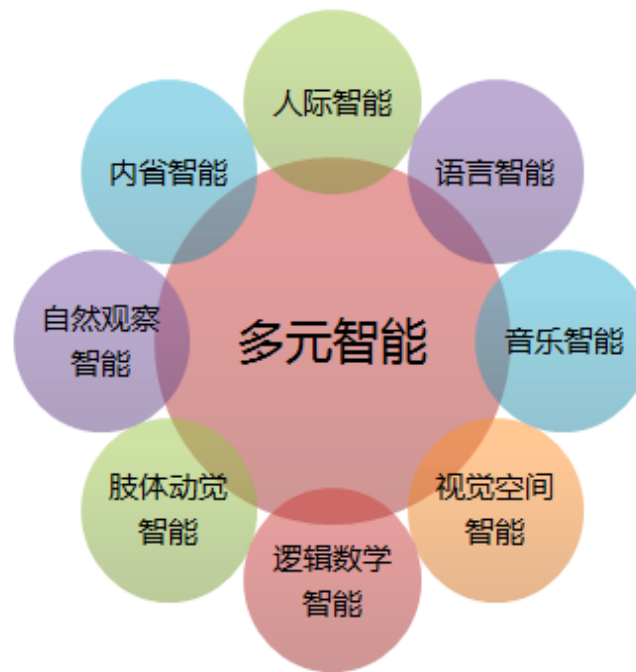 人际智能
语言智能
内省智能
自然观察
智能
多元智能
音乐智能
肢体动觉
智能
视觉空间
智能
逻辑数学
智能